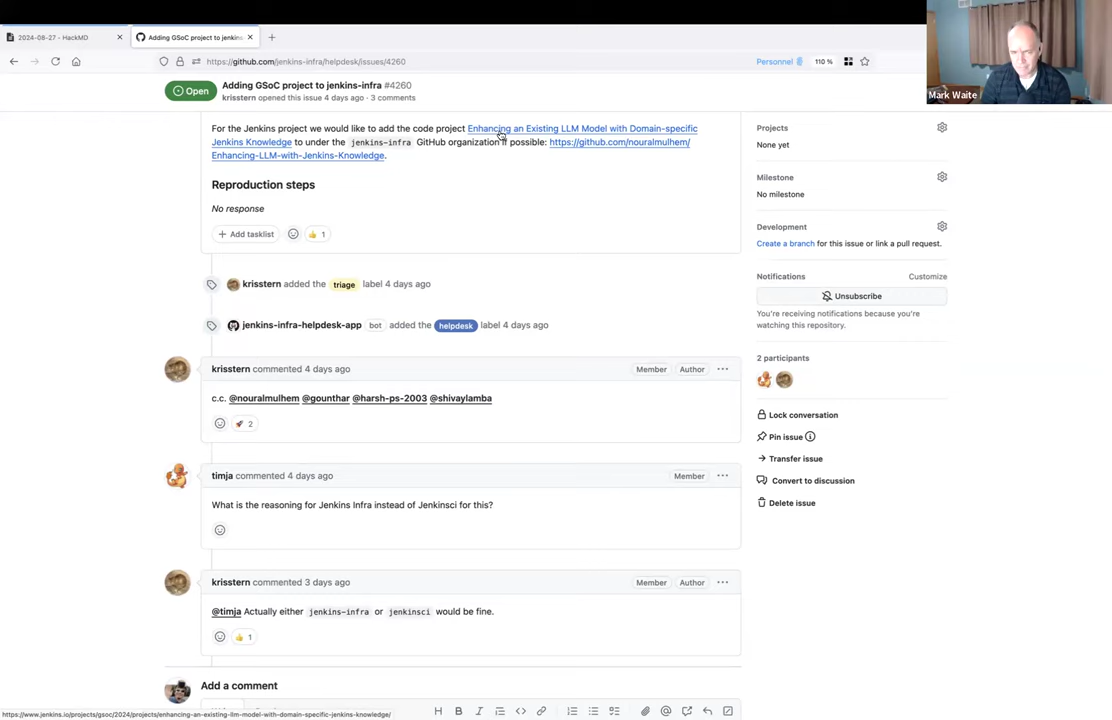 2024-08-27 - HackMD
Adding GSoC project to jenkins-
https://github.com/jenkins-infra/helpdesk/issues/4260
Personnel
110 %
Mark Waite
Open
Adding GSoC project to jenkins-infra #4260
krisstern opened this issue 4 days ago · 3 comments
For the Jenkins project we would like to add the code project Enhancing an Existing LLM Model with Domain-specific
Jenkins Knowledge to under the jenkins-infra GitHub organization if possible: https://github.com/nouralmulhem/
Enhancing-LLM-with-Jenkins-Knowledge.
Reproduction steps
No response
Add tasklist
1
krisstern added the triage label 4 days ago
jenkins-infra-helpdesk-app bot added the helpdesk label 4 days ago
krisstern commented 4 days ago
Member
Author
c.c. @nouralmulhem @gounthar @harsh-ps-2003 @shivaylamba
2
timja commented 4 days ago
Member
What is the reasoning for Jenkins Infra instead of Jenkinsci for this?
krisstern commented 3 days ago
Member
Author
@timja Actually either jenkins-infra or jenkinsci would be fine.
1
Add a comment
H B I
Projects
None yet
Milestone
No milestone
Development
Create a branch for this issue or link a pull request.
Notifications
Customize
Unsubscribe
You're receiving notifications because you're
watching this repository.
2 participants
Lock conversation
Pin issue
Transfer issue
Convert to discussion
Delete issue
https://www.jenkins.io/projects/gsoc/2024/projects/enhancing-an-existing-llm-model-with-domain-specific-jenkins-knowledge/